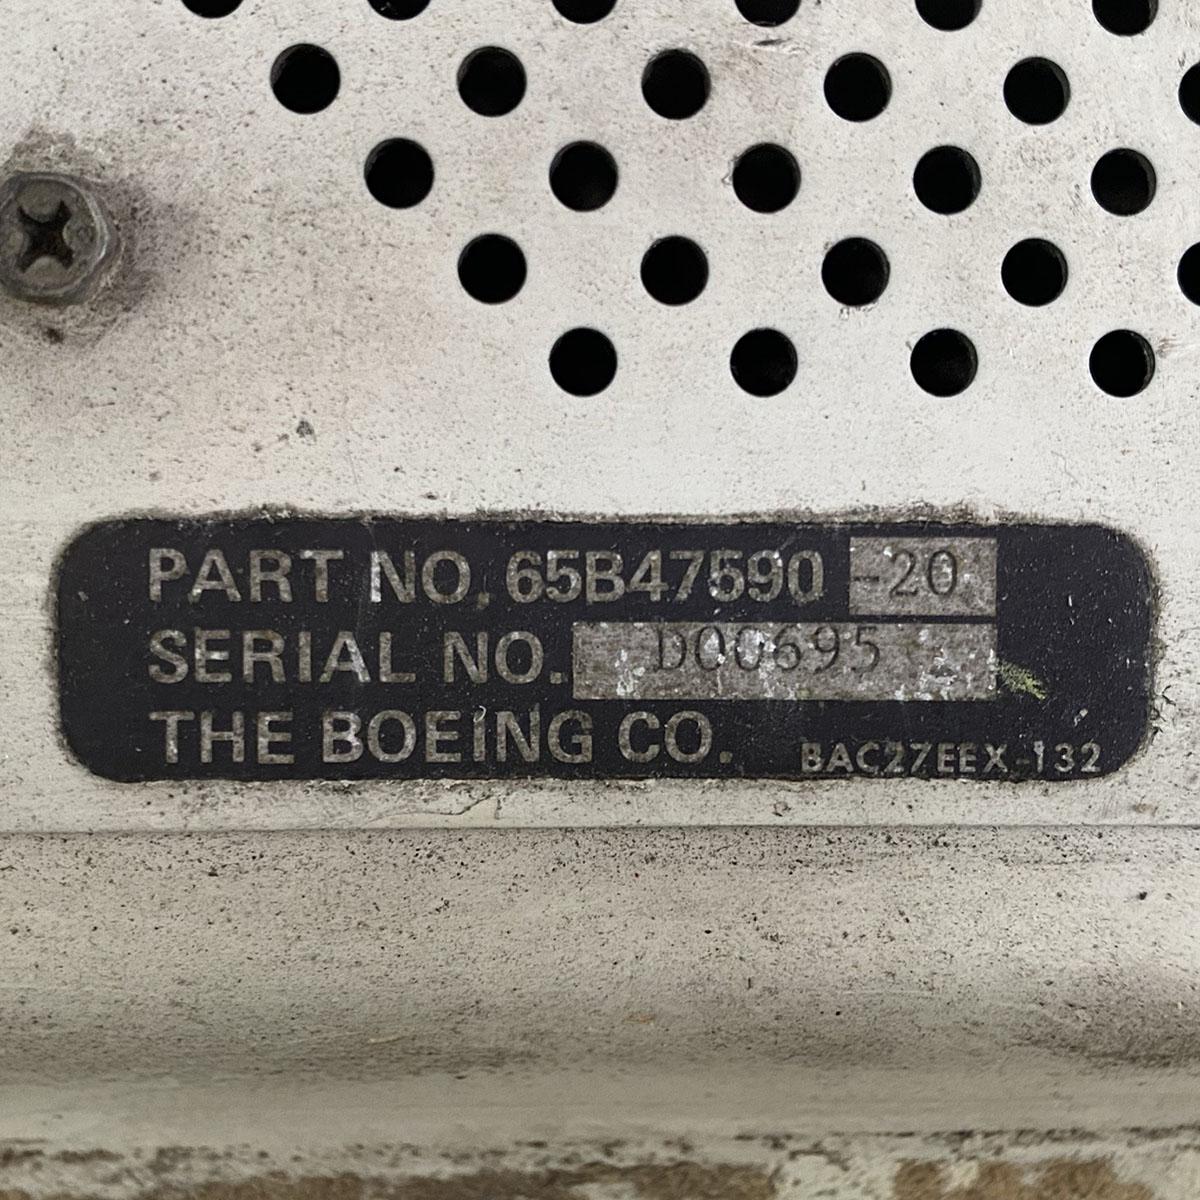 PART NO. 65B47590 -20
SERIAL NO. D00695
THE BOEING CO. BAC27EEX-132